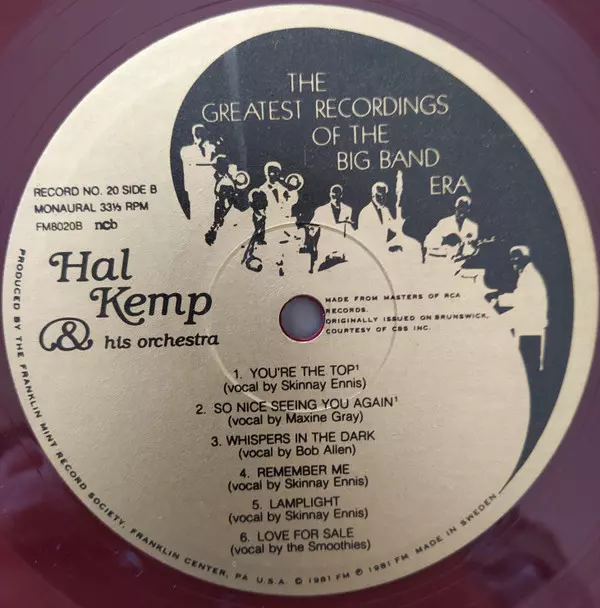 THE
GREATEST RECORDINGS
OF THE
BIG BAND
ERA
RECORD NO. 20 SIDE B
MONAURAL 33⅓ RPM
FM8020B ncb
Hal
Kemp
& his orchestra
MADE FROM MASTERS OF RCA
RECORDS.
ORIGINALLY ISSUED ON BRUNSWICK,
COURTESY OF CBS INC.
1. YOU'RE THE TOP¹
(vocal by Skinnay Ennis)
2. SO NICE SEEING YOU AGAIN¹
(vocal by Maxine Gray)
3. WHISPERS IN THE DARK
(vocal by Bob Allen)
4. REMEMBER ME
(vocal by Skinnay Ennis)
5. LAMPLIGHT
(vocal by Skinnay Ennis)
6. LOVE FOR SALE
(vocal by the Smoothies)
PRODUCED BY THE FRANKLIN MINT RECORD SOCIETY, FRANKLIN CENTER, PA U.S.A. © 1981 FM ℗ 1981 FM MADE IN SWEDEN